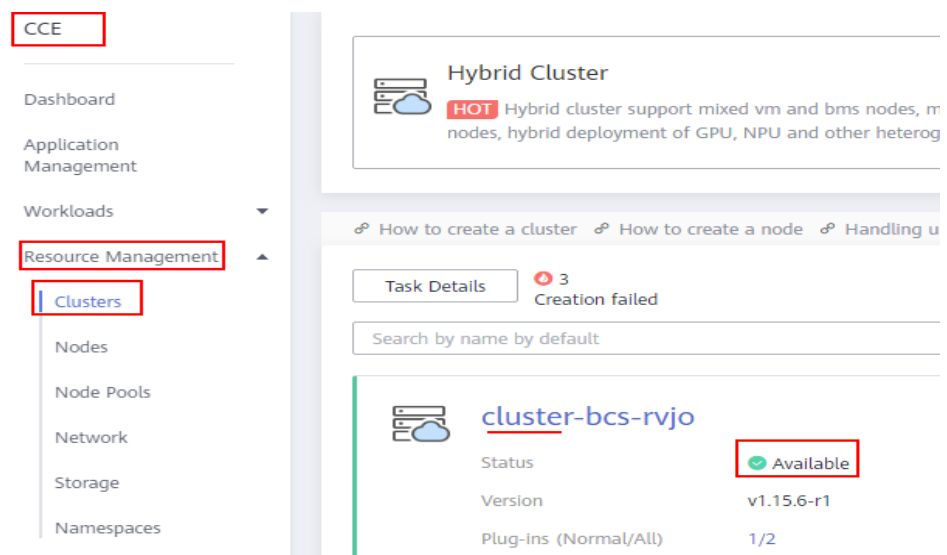 CCE
Dashboard
Application
Management
Workloads
Resource Management
Clusters
Nodes
Node Pools
Network
Storage
Namespaces
Hybrid Cluster
HOT Hybrid cluster support mixed vm and bms nodes, m
nodes, hybrid deployment of GPU, NPU and other heterog
How to create a cluster How to create a node Handling u
Task Details
3
Creation failed
Search by name by default
cluster-bcs-rvjo
Status Available
Version v1.15.6-r1
Plug-ins (Normal/All) 1/2